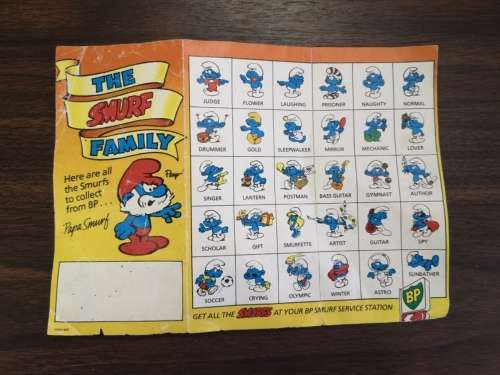 THE
SMURF
FAMILY
Here are all
the Smurfs
to collect
from BP...
Peyo
Papa Smurf
JUDGE FLOWER LAUGHING PRISONER NAUGHTY NORMAL
DRUMMER GOLD SLEEPWALKER MIRROR MECHANIC LOVER
SINGER LANTERN POSTMAN BASS GUITAR GYMNAST AUTHOR
SCHOLAR GIFT SMURFETTE ARTIST GUITAR SPY
SOCCER CRYING OLYMPIC WINTER ASTRO SUNBATHER
GET ALL THE SMURFS AT YOUR BP SMURF SERVICE STATION
BP